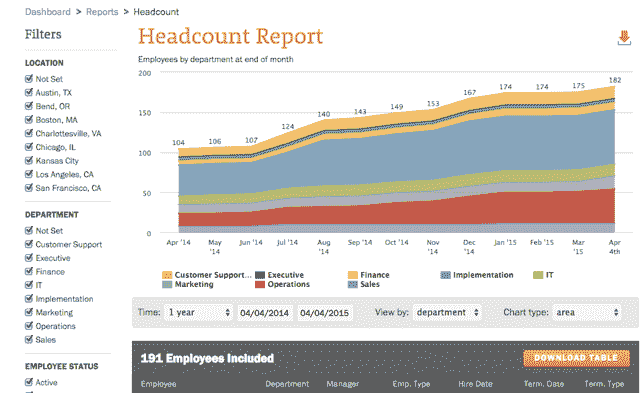 Dashboard > Reports > Headcount
Filters
LOCATION
Not Set
Austin, TX
Bend, OR
Boston, MA
Charlottesville, VA
Chicago, IL
Kansas City
Los Angeles, CA
San Francisco, CA
DEPARTMENT
Not Set
Customer Support
Executive
Finance
IT
Implementation
Marketing
Operations
Sales
EMPLOYEE STATUS
Active
Headcount Report
Employees by department at end of month
200
150
100
50
0
104 106 107 124 140 143 149 153 167 174 174 175 182
Apr '14 May '14 Jun '14 Jul '14 Aug '14 Sep '14 Oct '14 Nov '14 Dec '14 Jan '15 Feb '15 Mar '15 Apr 4th
Customer Support... Executive Finance Implementation IT
Marketing Operations Sales
Time: 1 year 04/04/2014 04/04/2015 View by: department Chart type: area
191 Employees Included DOWNLOAD TABLE
Employee Department Manager Emp. Type Hire Date Term. Date Term. Type